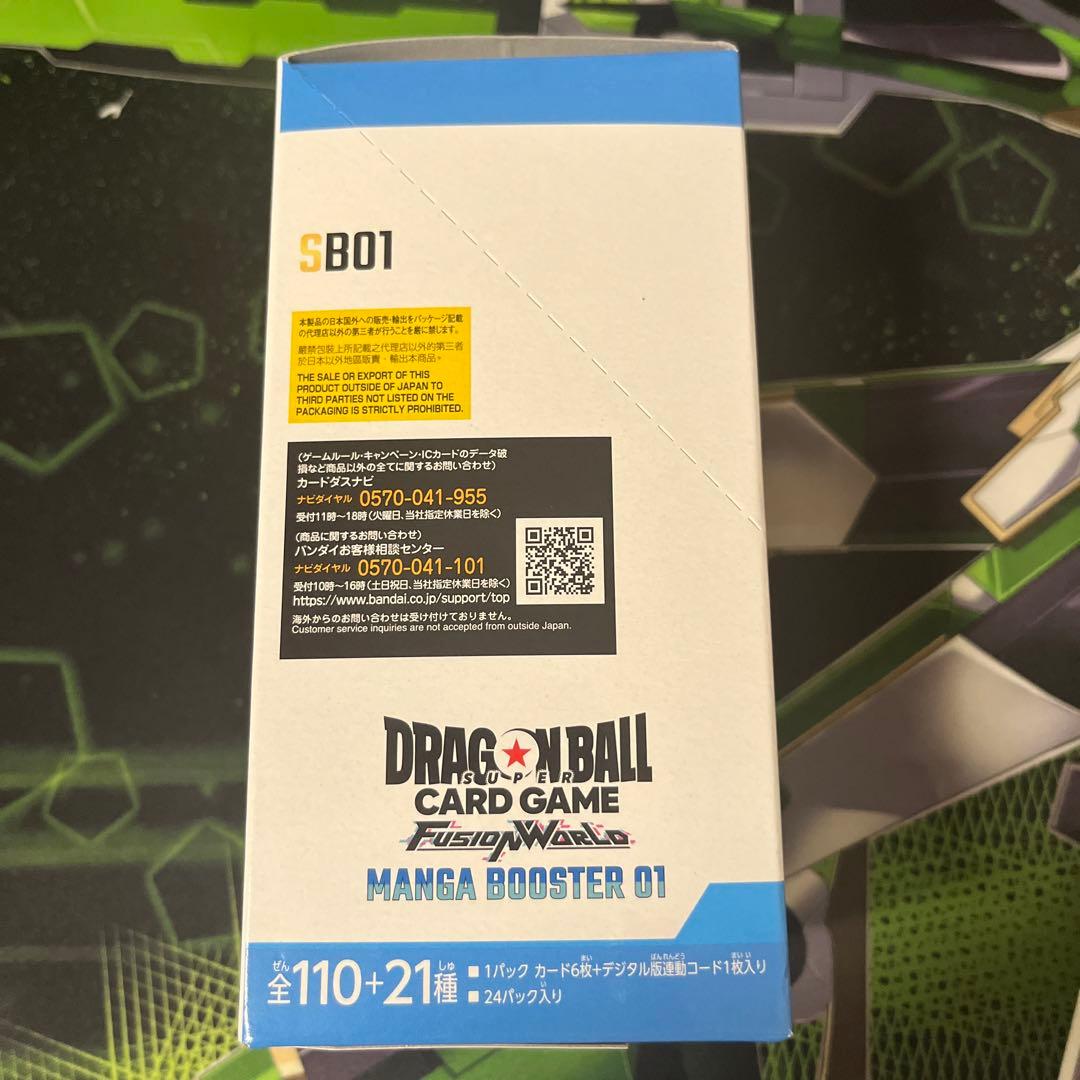 SB01
本製品の日本国外への販売・輸出をパッケージ記載
の代理店以外の第三者が行うことを厳に禁じます。
嚴禁包裝上所記載之代理店以外的第三者
於日本以外地區販賣、輸出本商品。
THE SALE OR EXPORT OF THIS
PRODUCT OUTSIDE OF JAPAN TO
THIRD PARTIES NOT LISTED ON THE
PACKAGING IS STRICTLY PROHIBITED.
(ゲームルール・キャンペーン・ICカードのデータ破
損など商品以外の全てに関するお問い合わせ)
カードダスナビ
ナビダイヤル 0570-041-955
受付11時〜18時(火曜日、当社指定休業日を除く)
(商品に関するお問い合わせ)
バンダイお客様相談センター
ナビダイヤル 0570-041-101
受付10時〜16時(土日祝日、当社指定休業日を除く)
https://www.bandai.co.jp/support/top
海外からのお問い合わせは受け付けておりません。
Customer service inquiries are not accepted from outside Japan.
DRAGON BALL
SUPER
CARD GAME
FUSION WORLD
MANGA BOOSTER 01
ぜん しゅ
全110+21種
まい ばんれんどう まい い
■1パック カード6枚+デジタル版連動コード1枚入り
い
■24パック入り